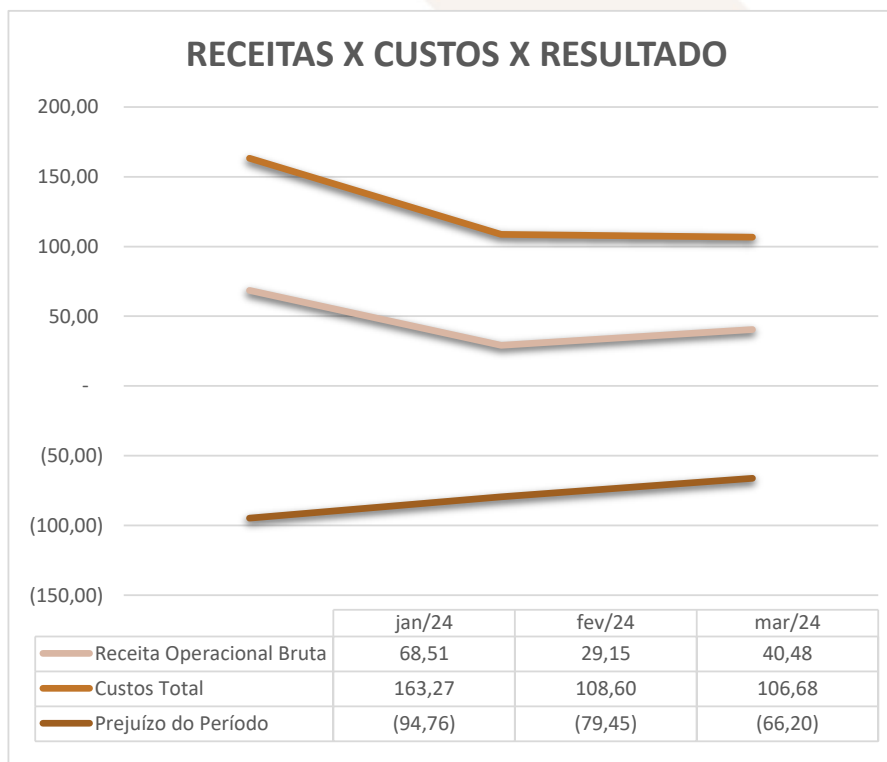 RECEITAS X CUSTOS X RESULTADO
200,00
150,00
100,00
50,00
-
(50,00)
(100,00)
(150,00)
jan/24 fev/24 mar/24
Receita Operacional Bruta 68,51 29,15 40,48
Custos Total 163,27 108,60 106,68
Prejuízo do Período (94,76) (79,45) (66,20)